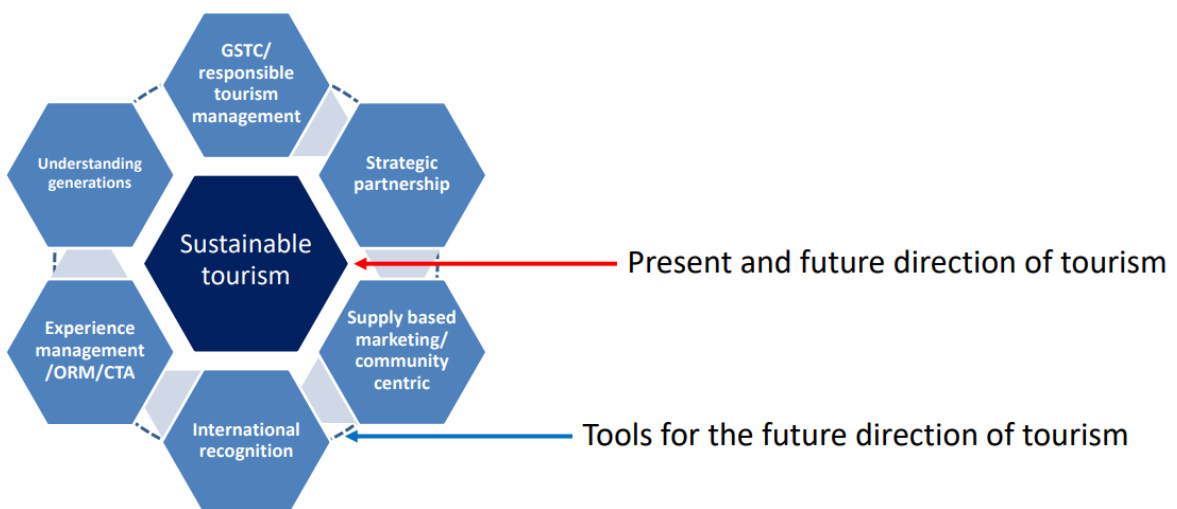 GSTC/
responsible
tourism
management
Understanding
generations
Strategic
partnership
Sustainable
tourism
Present and future direction of tourism
Experience
management
/ORM/CTA
Supply based
marketing/
community
centric
International
recognition
Tools for the future direction of tourism